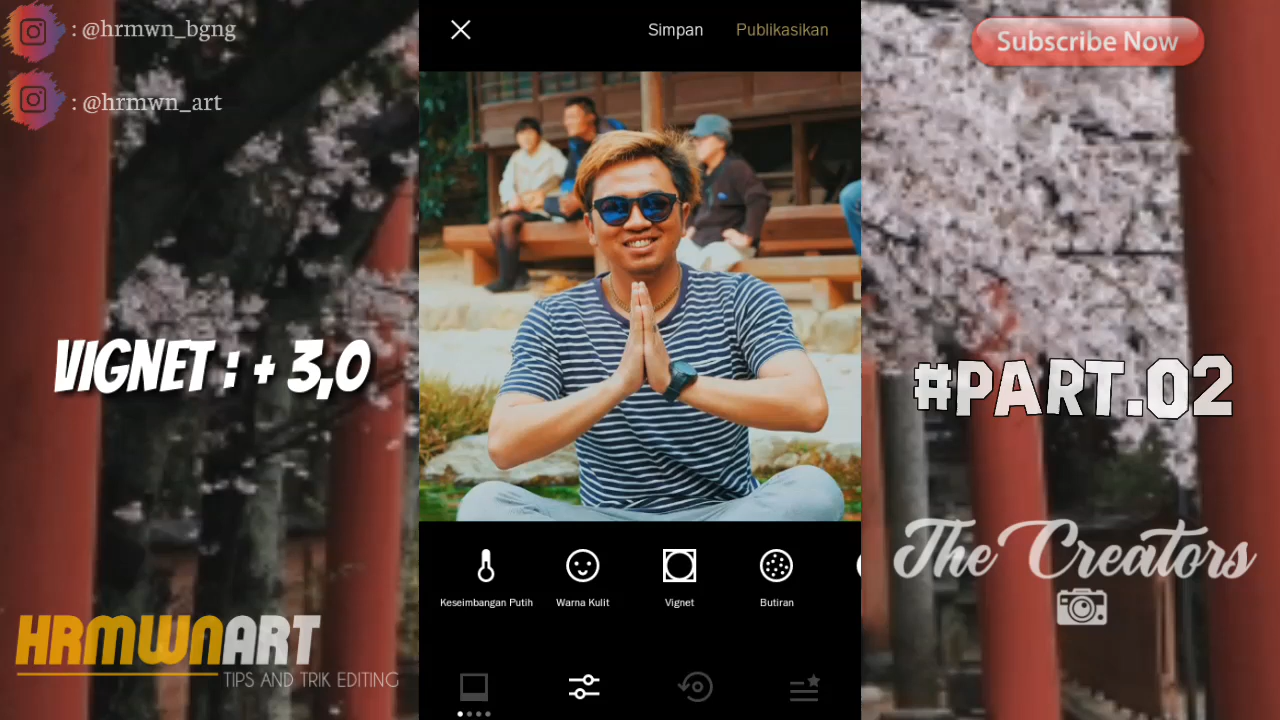 : @hrmwn_bgng
: @hrmwn_art
Simpan
Publikasikan
Subscribe Now
VIGNET : + 3,0
#PART.02
The Creators
Keseimbangan Putih
Warna Kulit
Vignet
Butiran
HRMWNART
TIPS AND TRIK EDITING